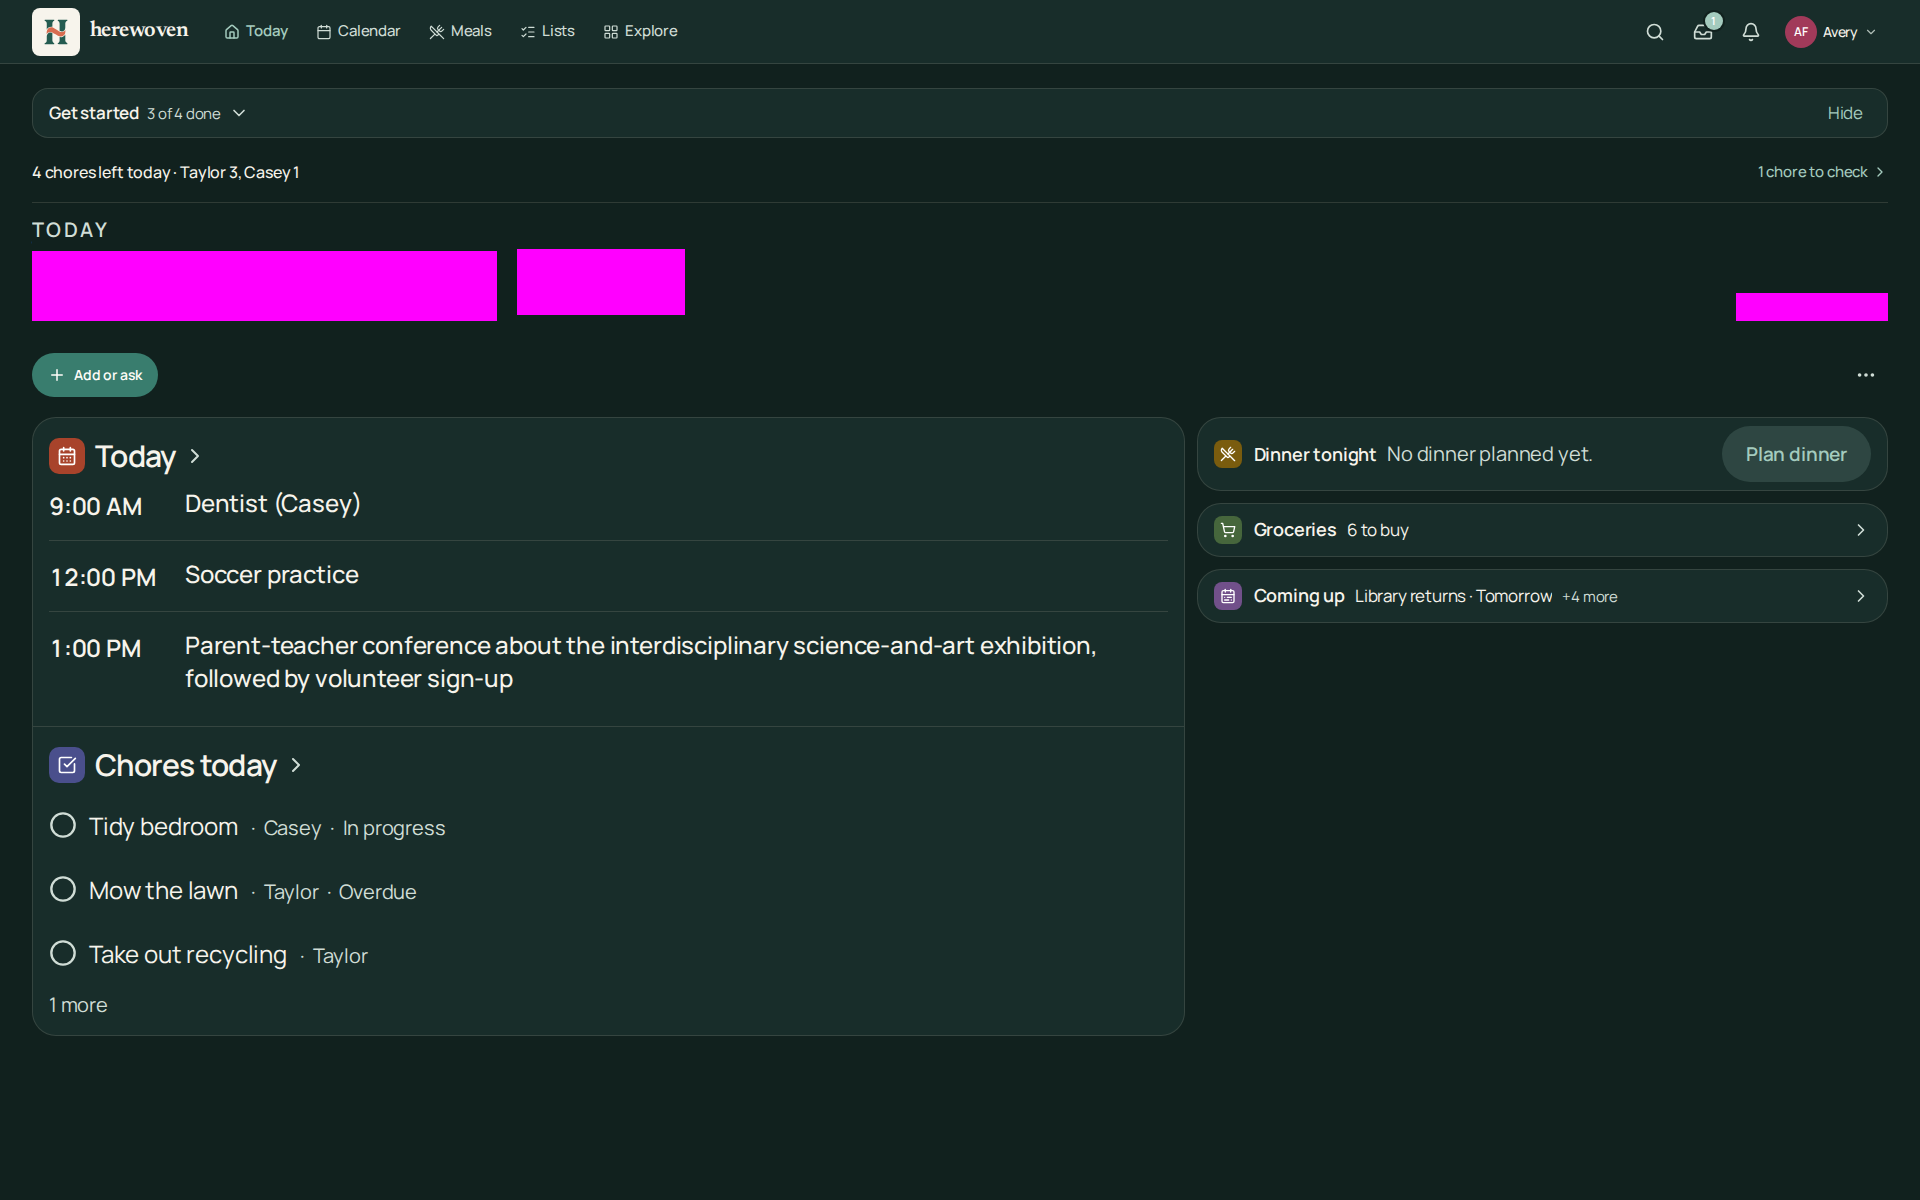 herewoven
Today
Calendar
Meals
Lists
Explore
1
AF
Avery
Get started 3 of 4 done
Hide
4 chores left today · Taylor 3, Casey 1
1 chore to check
TODAY
Add or ask
Today
9:00 AM Dentist (Casey)
12:00 PM Soccer practice
1:00 PM Parent-teacher conference about the interdisciplinary science-and-art exhibition,
followed by volunteer sign-up
Chores today
Tidy bedroom · Casey · In progress
Mow the lawn · Taylor · Overdue
Take out recycling · Taylor
1 more
Dinner tonight No dinner planned yet.
Plan dinner
Groceries 6 to buy
Coming up Library returns · Tomorrow +4 more